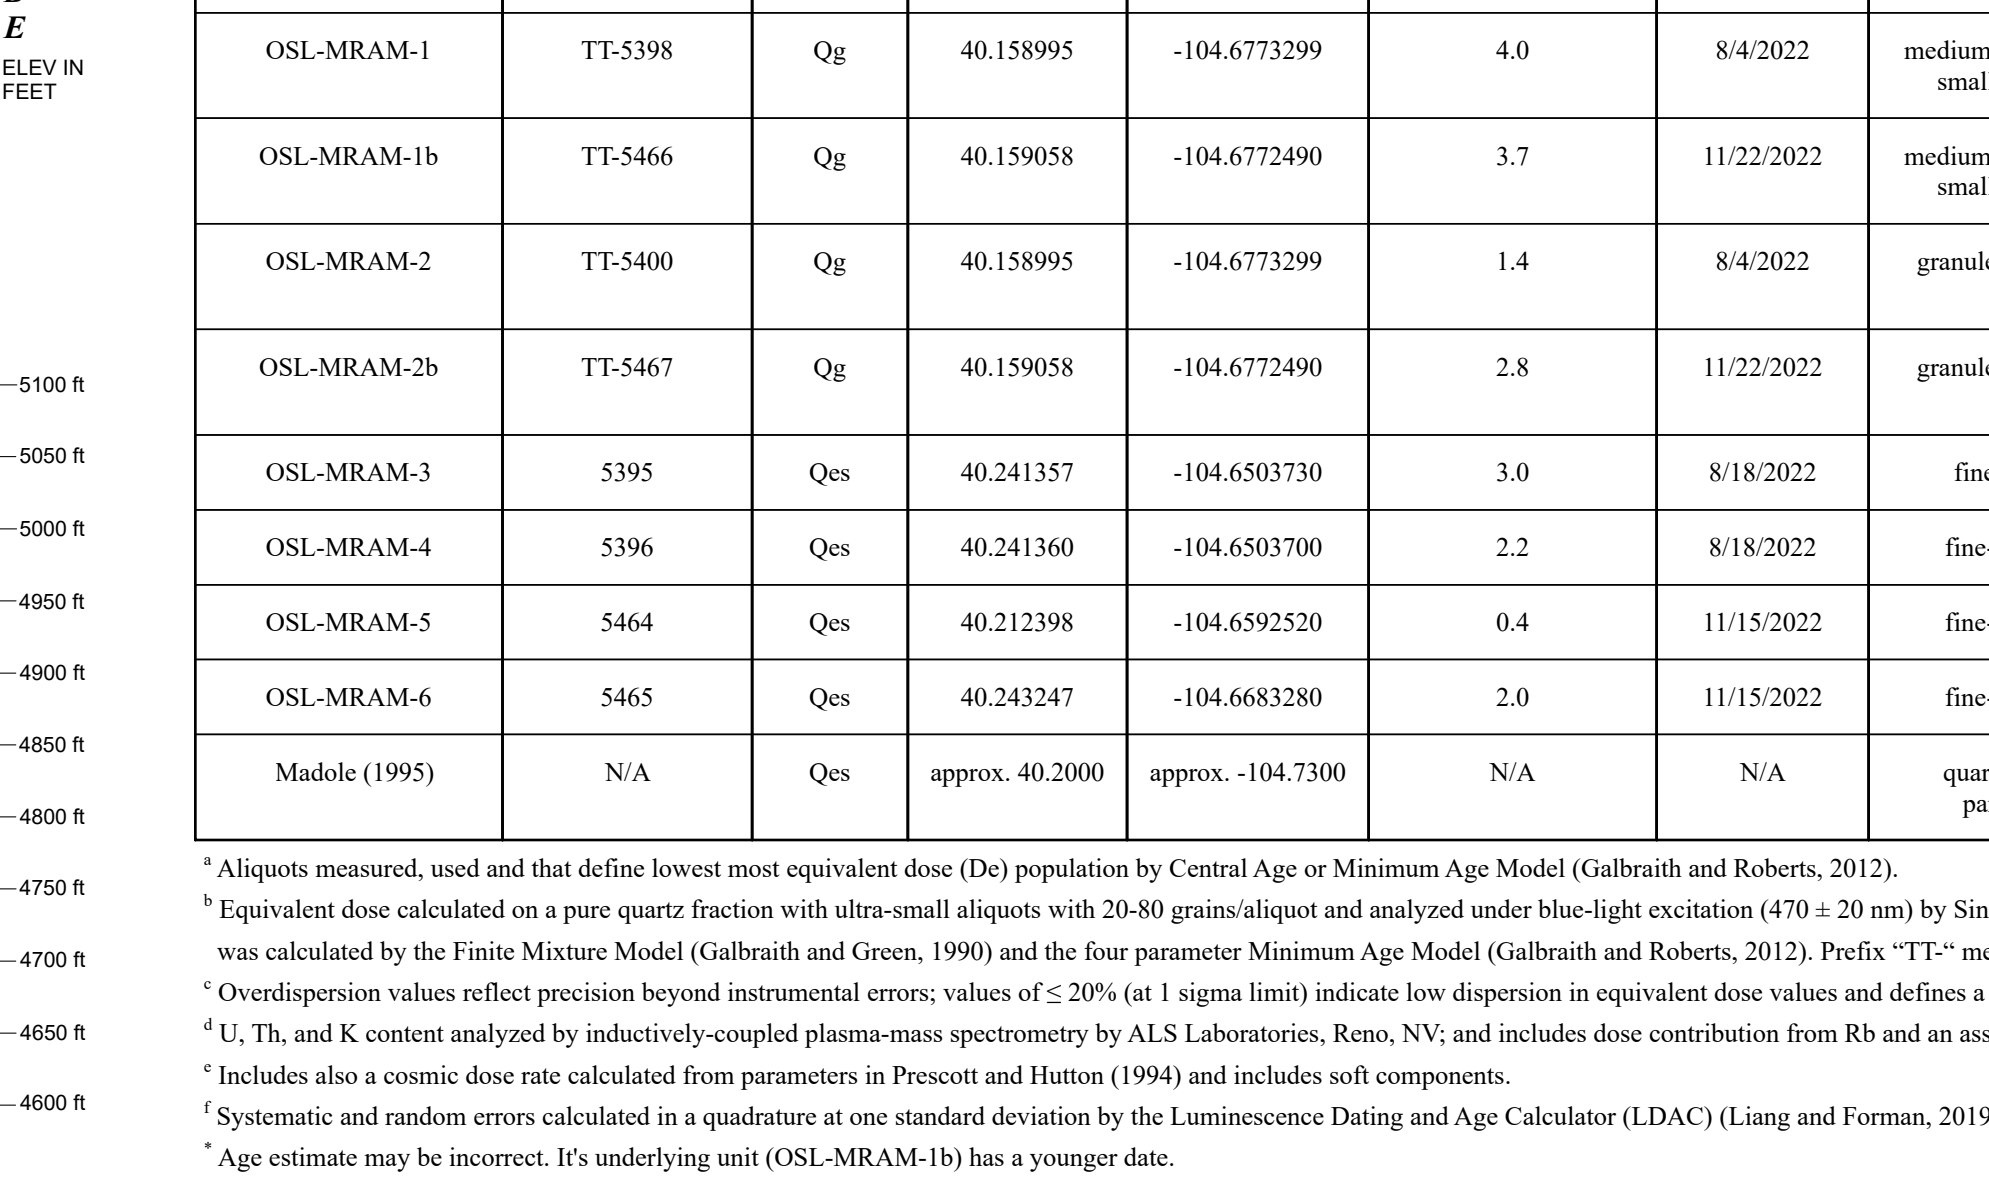 E
ELEV IN
FEET
5100 ft
5050 ft
5000 ft
4950 ft
4900 ft
4850 ft
4800 ft
4750 ft
4700 ft
4650 ft
4600 ft
OSL-MRAM-1 TT-5398 Qg 40.158995 -104.6773299 4.0 8/4/2022 medium
small
OSL-MRAM-1b TT-5466 Qg 40.159058 -104.6772490 3.7 11/22/2022 medium
small
OSL-MRAM-2 TT-5400 Qg 40.158995 -104.6773299 1.4 8/4/2022 granule
OSL-MRAM-2b TT-5467 Qg 40.159058 -104.6772490 2.8 11/22/2022 granule
OSL-MRAM-3 5395 Qes 40.241357 -104.6503730 3.0 8/18/2022 fine
OSL-MRAM-4 5396 Qes 40.241360 -104.6503700 2.2 8/18/2022 fine-
OSL-MRAM-5 5464 Qes 40.212398 -104.6592520 0.4 11/15/2022 fine-
OSL-MRAM-6 5465 Qes 40.243247 -104.6683280 2.0 11/15/2022 fine-
Madole (1995) N/A Qes approx. 40.2000 approx. -104.7300 N/A N/A quar
pa
a Aliquots measured, used and that define lowest most equivalent dose (De) population by Central Age or Minimum Age Model (Galbraith and Roberts, 2012).
b Equivalent dose calculated on a pure quartz fraction with ultra-small aliquots with 20-80 grains/aliquot and analyzed under blue-light excitation (470 ± 20 nm) by Sin
was calculated by the Finite Mixture Model (Galbraith and Green, 1990) and the four parameter Minimum Age Model (Galbraith and Roberts, 2012). Prefix “TT-“ me
c Overdispersion values reflect precision beyond instrumental errors; values of ≤ 20% (at 1 sigma limit) indicate low dispersion in equivalent dose values and defines a
d U, Th, and K content analyzed by inductively-coupled plasma-mass spectrometry by ALS Laboratories, Reno, NV; and includes dose contribution from Rb and an ass
e Includes also a cosmic dose rate calculated from parameters in Prescott and Hutton (1994) and includes soft components.
f Systematic and random errors calculated in a quadrature at one standard deviation by the Luminescence Dating and Age Calculator (LDAC) (Liang and Forman, 2019
* Age estimate may be incorrect. It's underlying unit (OSL-MRAM-1b) has a younger date.